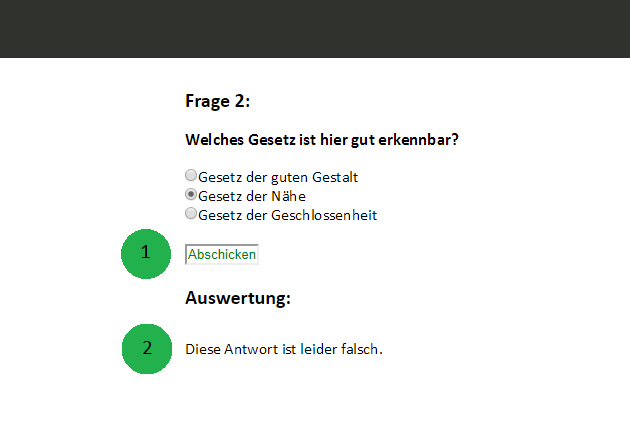 Frage 2:
Welches Gesetz ist hier gut erkennbar?
Gesetz der guten Gestalt
Gesetz der Nähe
Gesetz der Geschlossenheit
1
Abschicken
Auswertung:
2
Diese Antwort ist leider falsch.